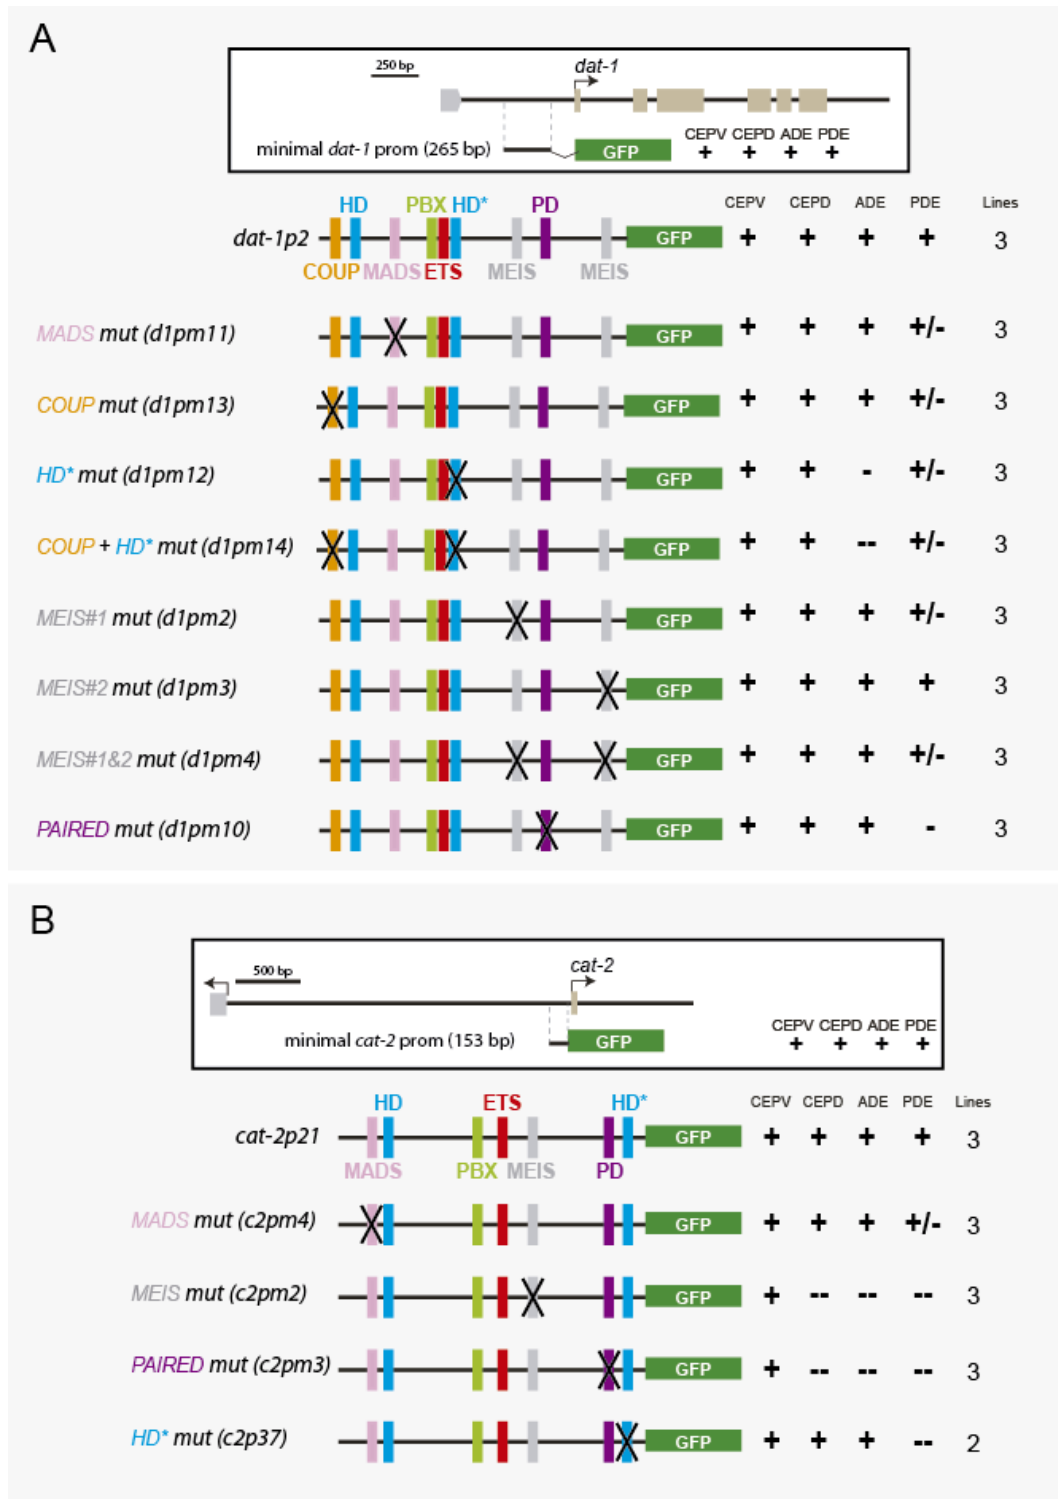 A
250 bp
dat-1
CEPV CEPD ADE PDE
minimal dat-1 prom (265 bp) GFP + + + +
HD PBX HD* PD CEPV CEPD ADE PDE Lines
dat-1p2 GFP + + + + 3
COUP MADS ETS MEIS MEIS
MADS mut (d1pm11) GFP + + + +/- 3
COUP mut (d1pm13) GFP + + + +/- 3
HD* mut (d1pm12) GFP + + - +/- 3
COUP + HD* mut (d1pm14) GFP + + -- +/- 3
MEIS#1 mut (d1pm2) GFP + + + +/- 3
MEIS#2 mut (d1pm3) GFP + + + + 3
MEIS#1&2 mut (d1pm4) GFP + + + +/- 3
PAIRED mut (d1pm10) GFP + + + - 3
B
500 bp
cat-2
CEPV CEPD ADE PDE
minimal cat-2 prom (153 bp) GFP + + + +
HD ETS HD* CEPV CEPD ADE PDE Lines
cat-2p21 GFP + + + + 3
MADS PBX MEIS PD
MADS mut (c2pm4) GFP + + + +/- 3
MEIS mut (c2pm2) GFP + -- -- -- 3
PAIRED mut (c2pm3) GFP + -- -- -- 3
HD* mut (c2p37) GFP + + + -- 2